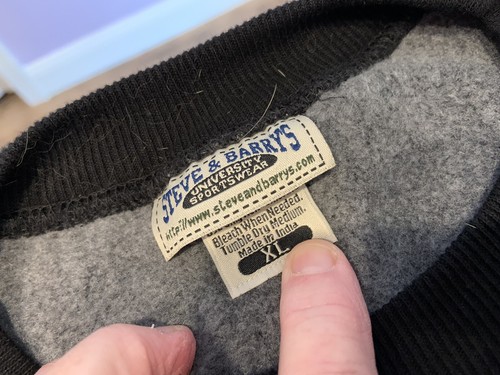 STEVE & BARRY'S
UNIVERSITY
SPORTSWEAR
http://www.steveandbarrys.com
Bleach When Needed.
Tumble Dry Medium.
Made in India
XL